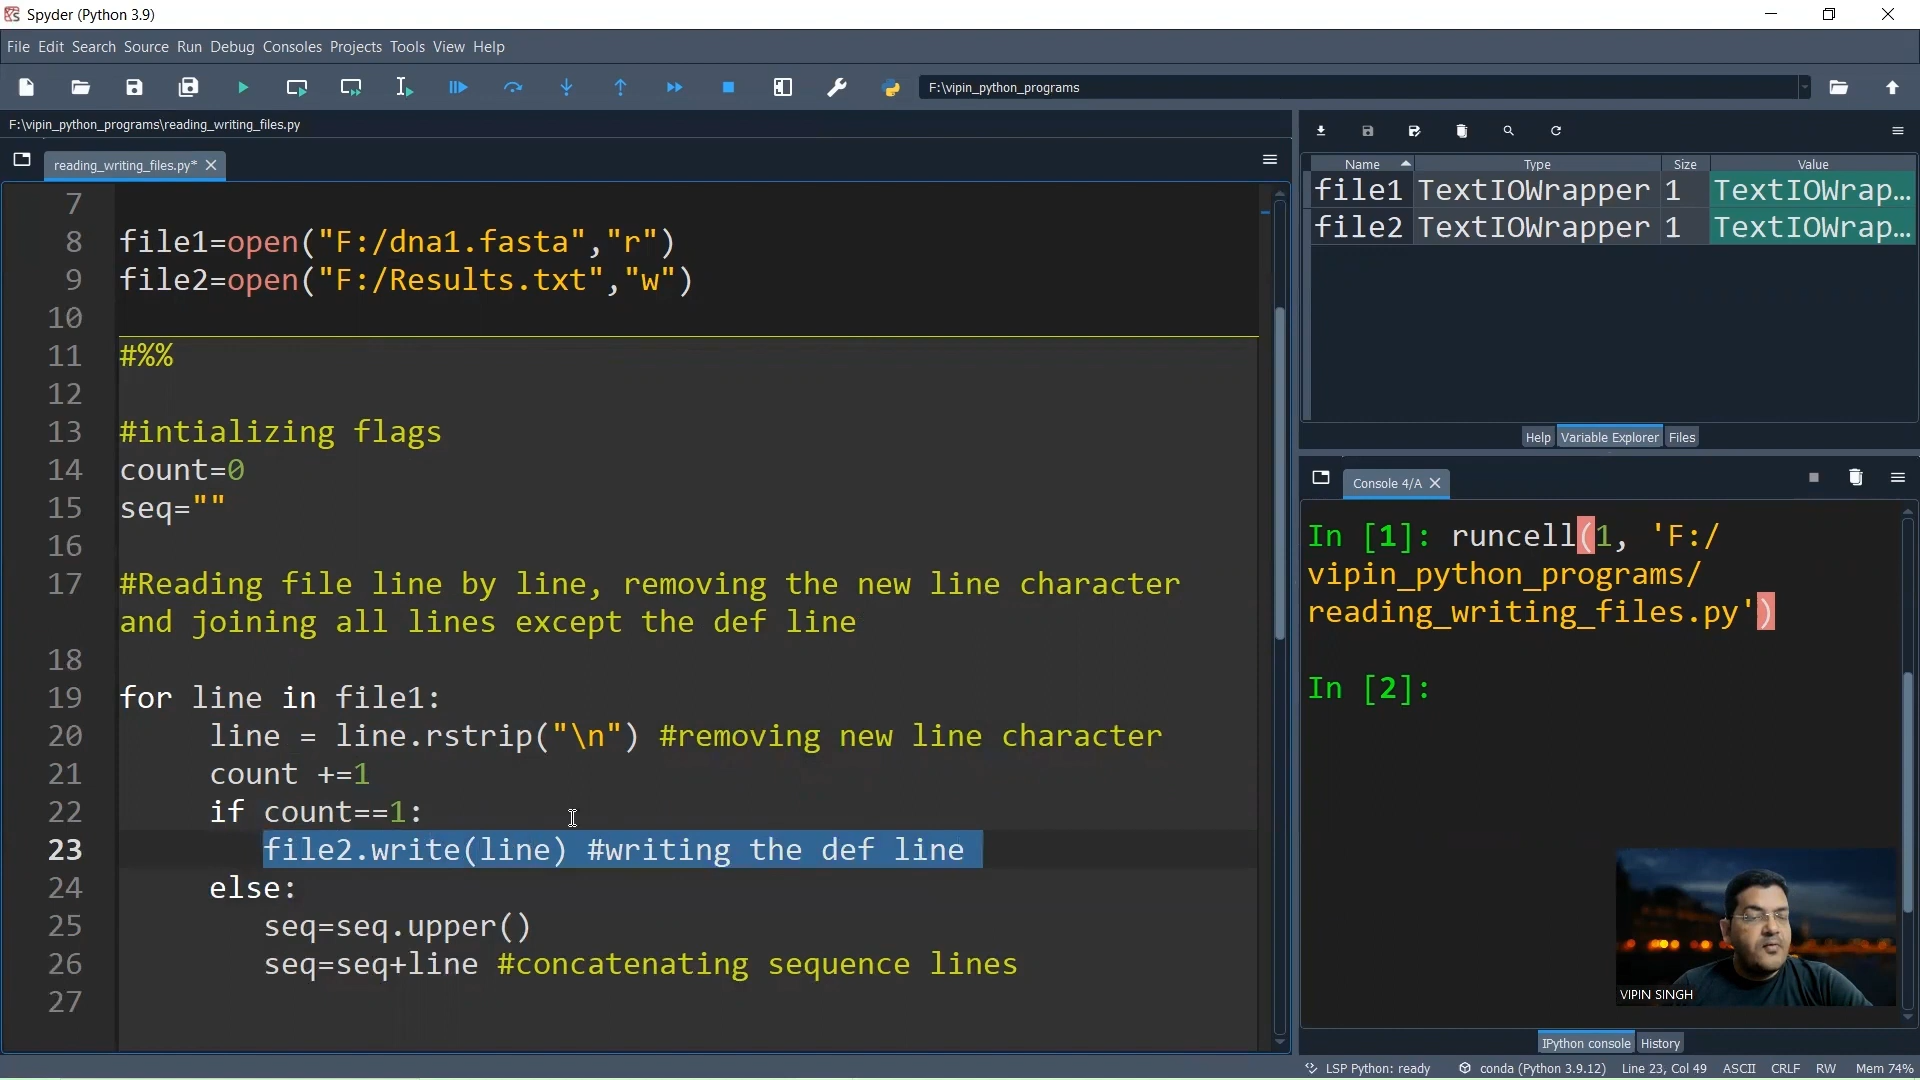 Spyder (Python 3.9)
File Edit Search Source Run Debug Consoles Projects Tools View Help
F:\vipin_python_programs
F:\vipin_python_programs\reading_writing_files.py
reading_writing_files.py*
7
8 file1=open("F:/dna1.fasta","r")
9 file2=open("F:/Results.txt","w")
10
11 #%%
12
13 #intializing flags
14 count=0
15 seq=""
16
17 #Reading file line by line, removing the new line character
and joining all lines except the def line
18
19 for line in file1:
20 line = line.rstrip("\n") #removing new line character
21 count +=1
22 if count==1:
23 file2.write(line) #writing the def line
24 else:
25 seq=seq.upper()
26 seq=seq+line #concatenating sequence lines
27
Name Type Size Value
file1 TextIOWrapper 1 TextIOWrap...
file2 TextIOWrapper 1 TextIOWrap...
Help Variable Explorer Files
Console 4/A
In [1]: runcell(1, 'F:/
vipin_python_programs/
reading_writing_files.py')
In [2]:
VIPIN SINGH
IPython console History
LSP Python: ready conda (Python 3.9.12) Line 23, Col 49 ASCII CRLF RW Mem 74%